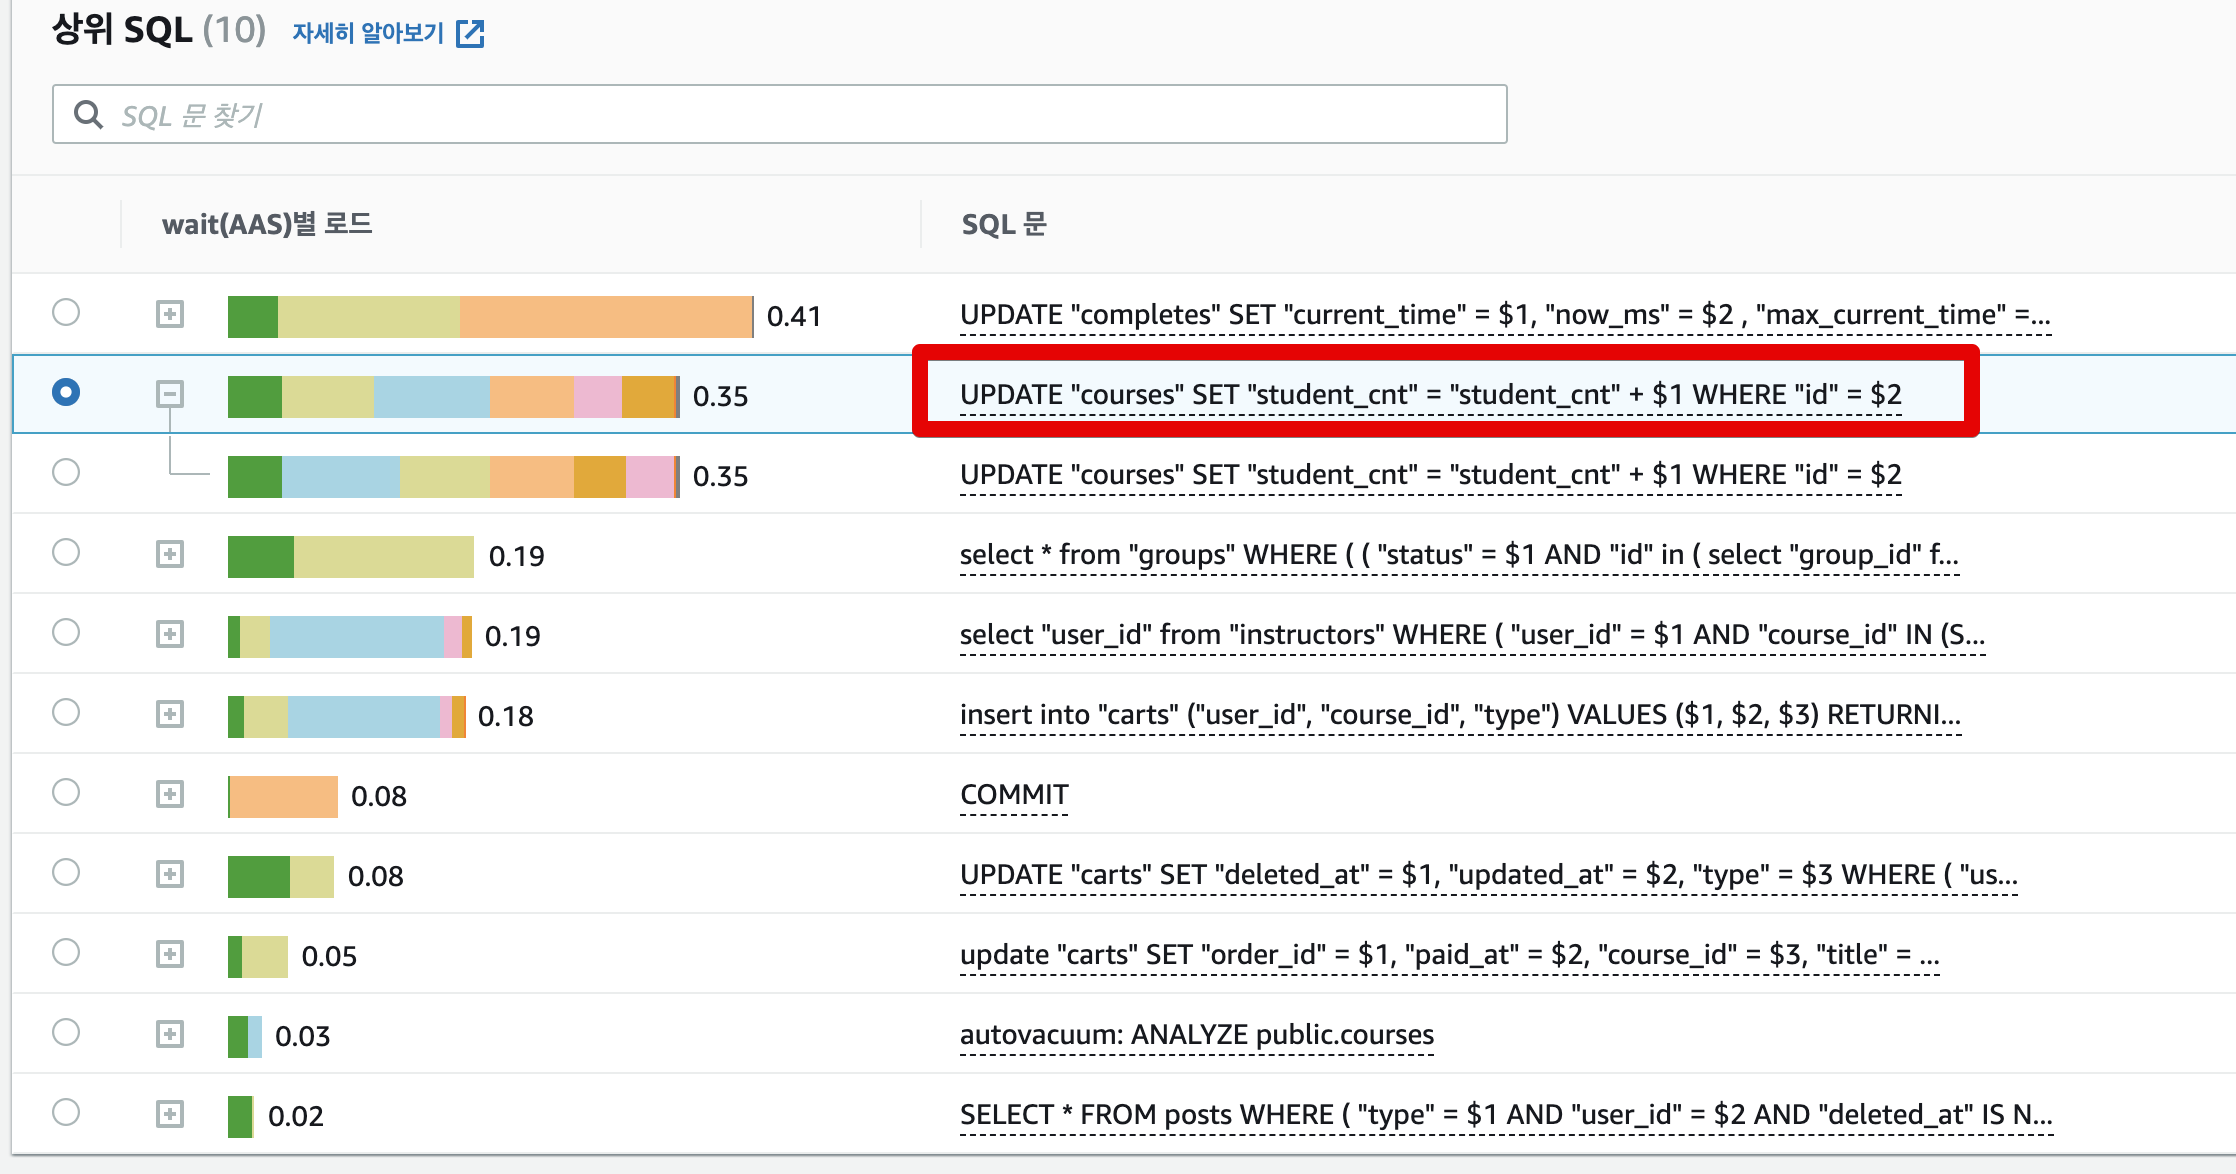 상위 SQL (10) 자세히 알아보기
SQL 문 찾기
wait(AAS)별 로드 SQL 문
0.41 UPDATE "completes" SET "current_time" = $1, "now_ms" = $2 , "max_current_time" =...
0.35 UPDATE "courses" SET "student_cnt" = "student_cnt" + $1 WHERE "id" = $2
0.35 UPDATE "courses" SET "student_cnt" = "student_cnt" + $1 WHERE "id" = $2
0.19 select * from "groups" WHERE ( ( "status" = $1 AND "id" in ( select "group_id" f...
0.19 select "user_id" from "instructors" WHERE ( "user_id" = $1 AND "course_id" IN (S...
0.18 insert into "carts" ("user_id", "course_id", "type") VALUES ($1, $2, $3) RETURNI...
0.08 COMMIT
0.08 UPDATE "carts" SET "deleted_at" = $1, "updated_at" = $2, "type" = $3 WHERE ( "us...
0.05 update "carts" SET "order_id" = $1, "paid_at" = $2, "course_id" = $3, "title" = ...
0.03 autovacuum: ANALYZE public.courses
0.02 SELECT * FROM posts WHERE ( "type" = $1 AND "user_id" = $2 AND "deleted_at" IS N...